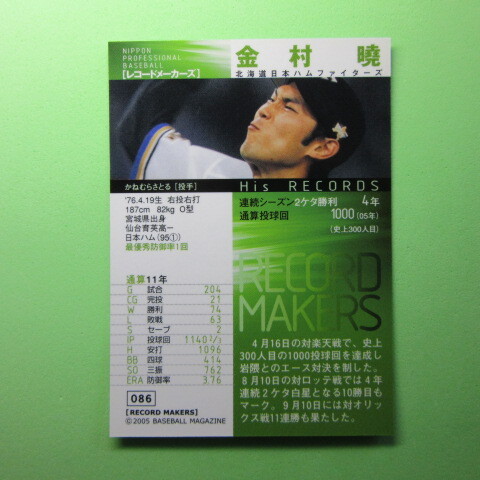 NIPPON
PROFESSIONAL
BASEBALL
[レコードメーカーズ]
金村 曉
北海道日本ハムファイターズ
かねむらさとる [投手]
'76.4.19生 右投右打
187cm 82kg O型
宮城県出身
仙台育英高一
日本ハム(95①)
最優秀防御率1回
通算11年
G 試合 204
CG 完投 21
W 勝利 74
L 敗戦 63
S セーブ 2
IP 投球回 1140 2/3
H 安打 1096
BB 四球 414
SO 三振 762
ERA 防御率 3.76
086
[RECORD MAKERS]
©2005 BASEBALL MAGAZINE
His RECORDS
連続シーズン2ケタ勝利 4年
通算投球回 1000(05年)
(史上300人目)
RECORD
MAKERS
4月16日の対楽天戦で、史上
300人目の1000投球回を達成し
岩隈とのエース対決を制した。
8月10日の対ロッテ戦では4年
連続2ケタ白星となる10勝目も
マーク。9月10日には対オリッ
クス戦11連勝も果たした。